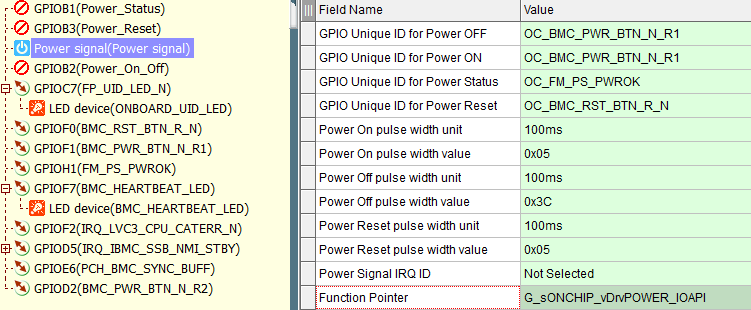 GPIOB1(Power_Status)
GPIOB3(Power_Reset)
Power signal(Power signal)
GPIOB2(Power_On_Off)
GPIOC7(FP_UID_LED_N)
LED device(ONBOARD_UID_LED)
GPIOF0(BMC_RST_BTN_R_N)
GPIOF1(BMC_PWR_BTN_N_R1)
GPIOH1(FM_PS_PWROK)
GPIOF7(BMC_HEARTBEAT_LED)
LED device(BMC_HEARTBEAT_LED)
GPIOF2(IRQ_LVC3_CPU_CATERR_N)
GPIOD5(IRQ_IBMC_SSB_NMI_STBY)
GPIOE6(PCH_BMC_SYNC_BUFF)
GPIOD2(BMC_PWR_BTN_N_R2)
Field Name Value
GPIO Unique ID for Power OFF OC_BMC_PWR_BTN_N_R1
GPIO Unique ID for Power ON OC_BMC_PWR_BTN_N_R1
GPIO Unique ID for Power Status OC_FM_PS_PWROK
GPIO Unique ID for Power Reset OC_BMC_RST_BTN_R_N
Power On pulse width unit 100ms
Power On pulse width value 0x05
Power Off pulse width unit 100ms
Power Off pulse width value 0x3C
Power Reset pulse width unit 100ms
Power Reset pulse width value 0x05
Power Signal IRQ ID Not Selected
Function Pointer G_sONCHIP_vDrvPOWER_IOAPI